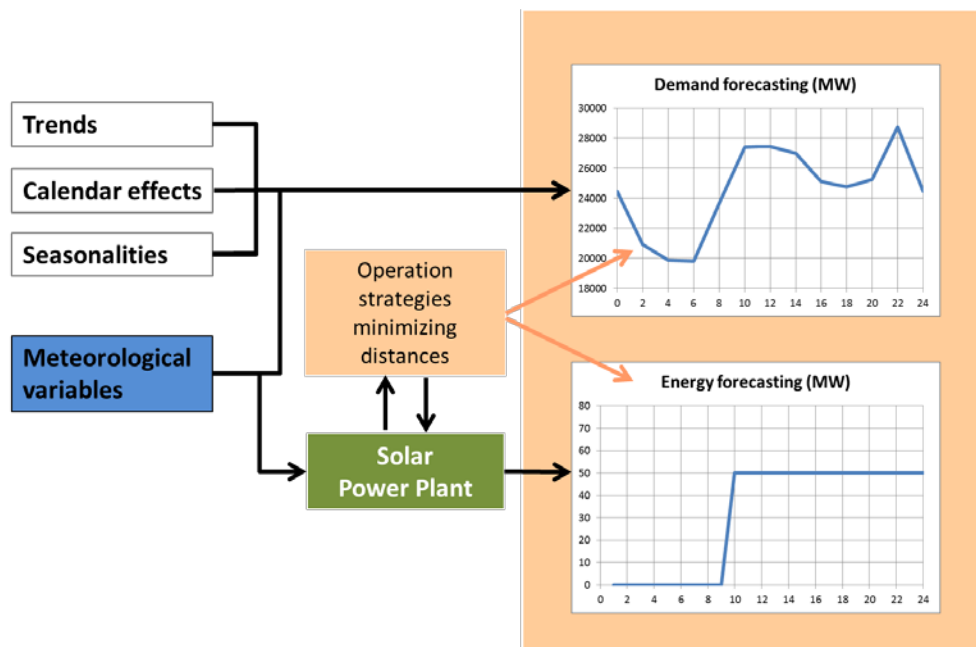 Trends
Calendar effects
Seasonalities
Meteorological
variables
Operation
strategies
minimizing
distances
Solar
Power Plant
Demand forecasting (MW)
30000
28000
26000
24000
22000
20000
18000
0 2 4 6 8 10 12 14 16 18 20 22 24
Energy forecasting (MW)
80
70
60
50
40
30
20
10
0
0 2 4 6 8 10 12 14 16 18 20 22 24